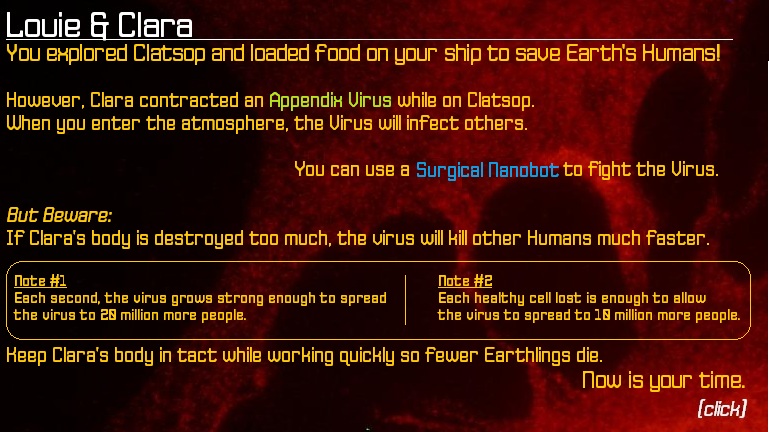 Louie & Clara
You explored Clatsop and loaded food on your ship to save Earth's Humans!
However, Clara contracted an Appendix Virus while on Clatsop.
When you enter the atmosphere, the Virus will infect others.
You can use a Surgical Nanobot to fight the Virus.
But Beware:
If Clara's body is destroyed too much, the virus will kill other Humans much faster.
Note #1
Each second, the virus grows strong enough to spread
the virus to 20 million more people.
Note #2
Each healthy cell lost is enough to allow
the virus to spread to 10 million more people.
Keep Clara's body in tact while working quickly so fewer Earthlings die.
Now is your time.
(click)